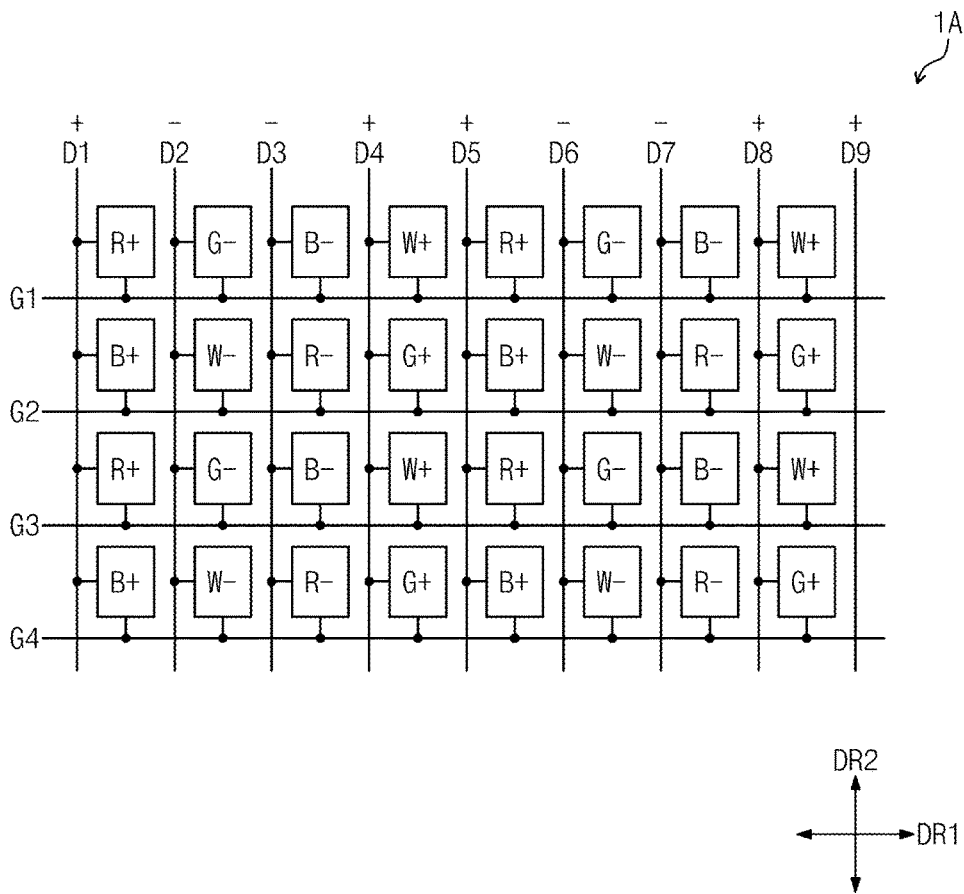 1A
+ - - + + - - + +
D1 D2 D3 D4 D5 D6 D7 D8 D9
R+ G- B- W+ R+ G- B- W+
G1
B+ W- R- G+ B+ W- R- G+
G2
R+ G- B- W+ R+ G- B- W+
G3
B+ W- R- G+ B+ W- R- G+
G4
DR2
DR1